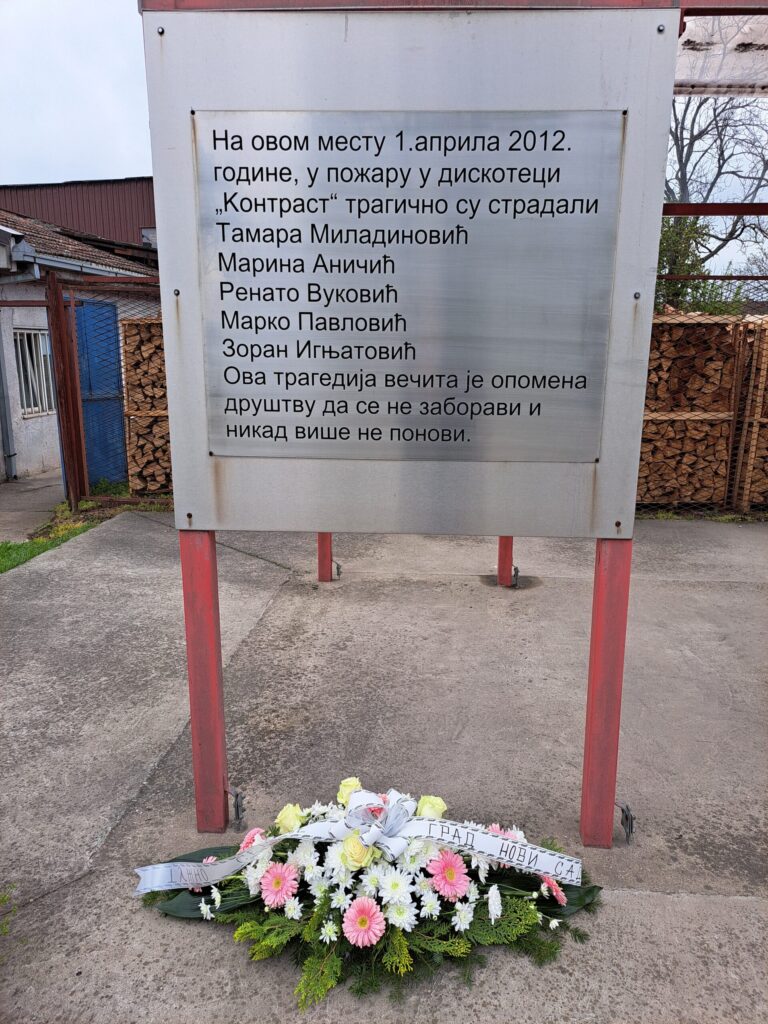 На овом месту 1.априла 2012.
године, у пожару у дискотеци
„Контраст“ трагично су страдали
Тамара Миладиновић
Марина Аничић
Ренато Вуковић
Марко Павловић
Зоран Игњатовић
Ова трагедија вечита је опомена
друштву да се не заборави и
никад више не понови.
ГРАД НОВИ САД